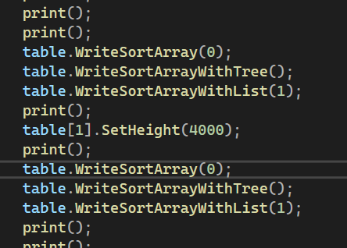 print();
print();
table.WriteSortArray(0);
table.WriteSortArrayWithTree();
table.WriteSortArrayWithList(1);
print();
table[1].SetHeight(4000);
print();
table.WriteSortArray(0);
table.WriteSortArrayWithTree();
table.WriteSortArrayWithList(1);
print();
print();